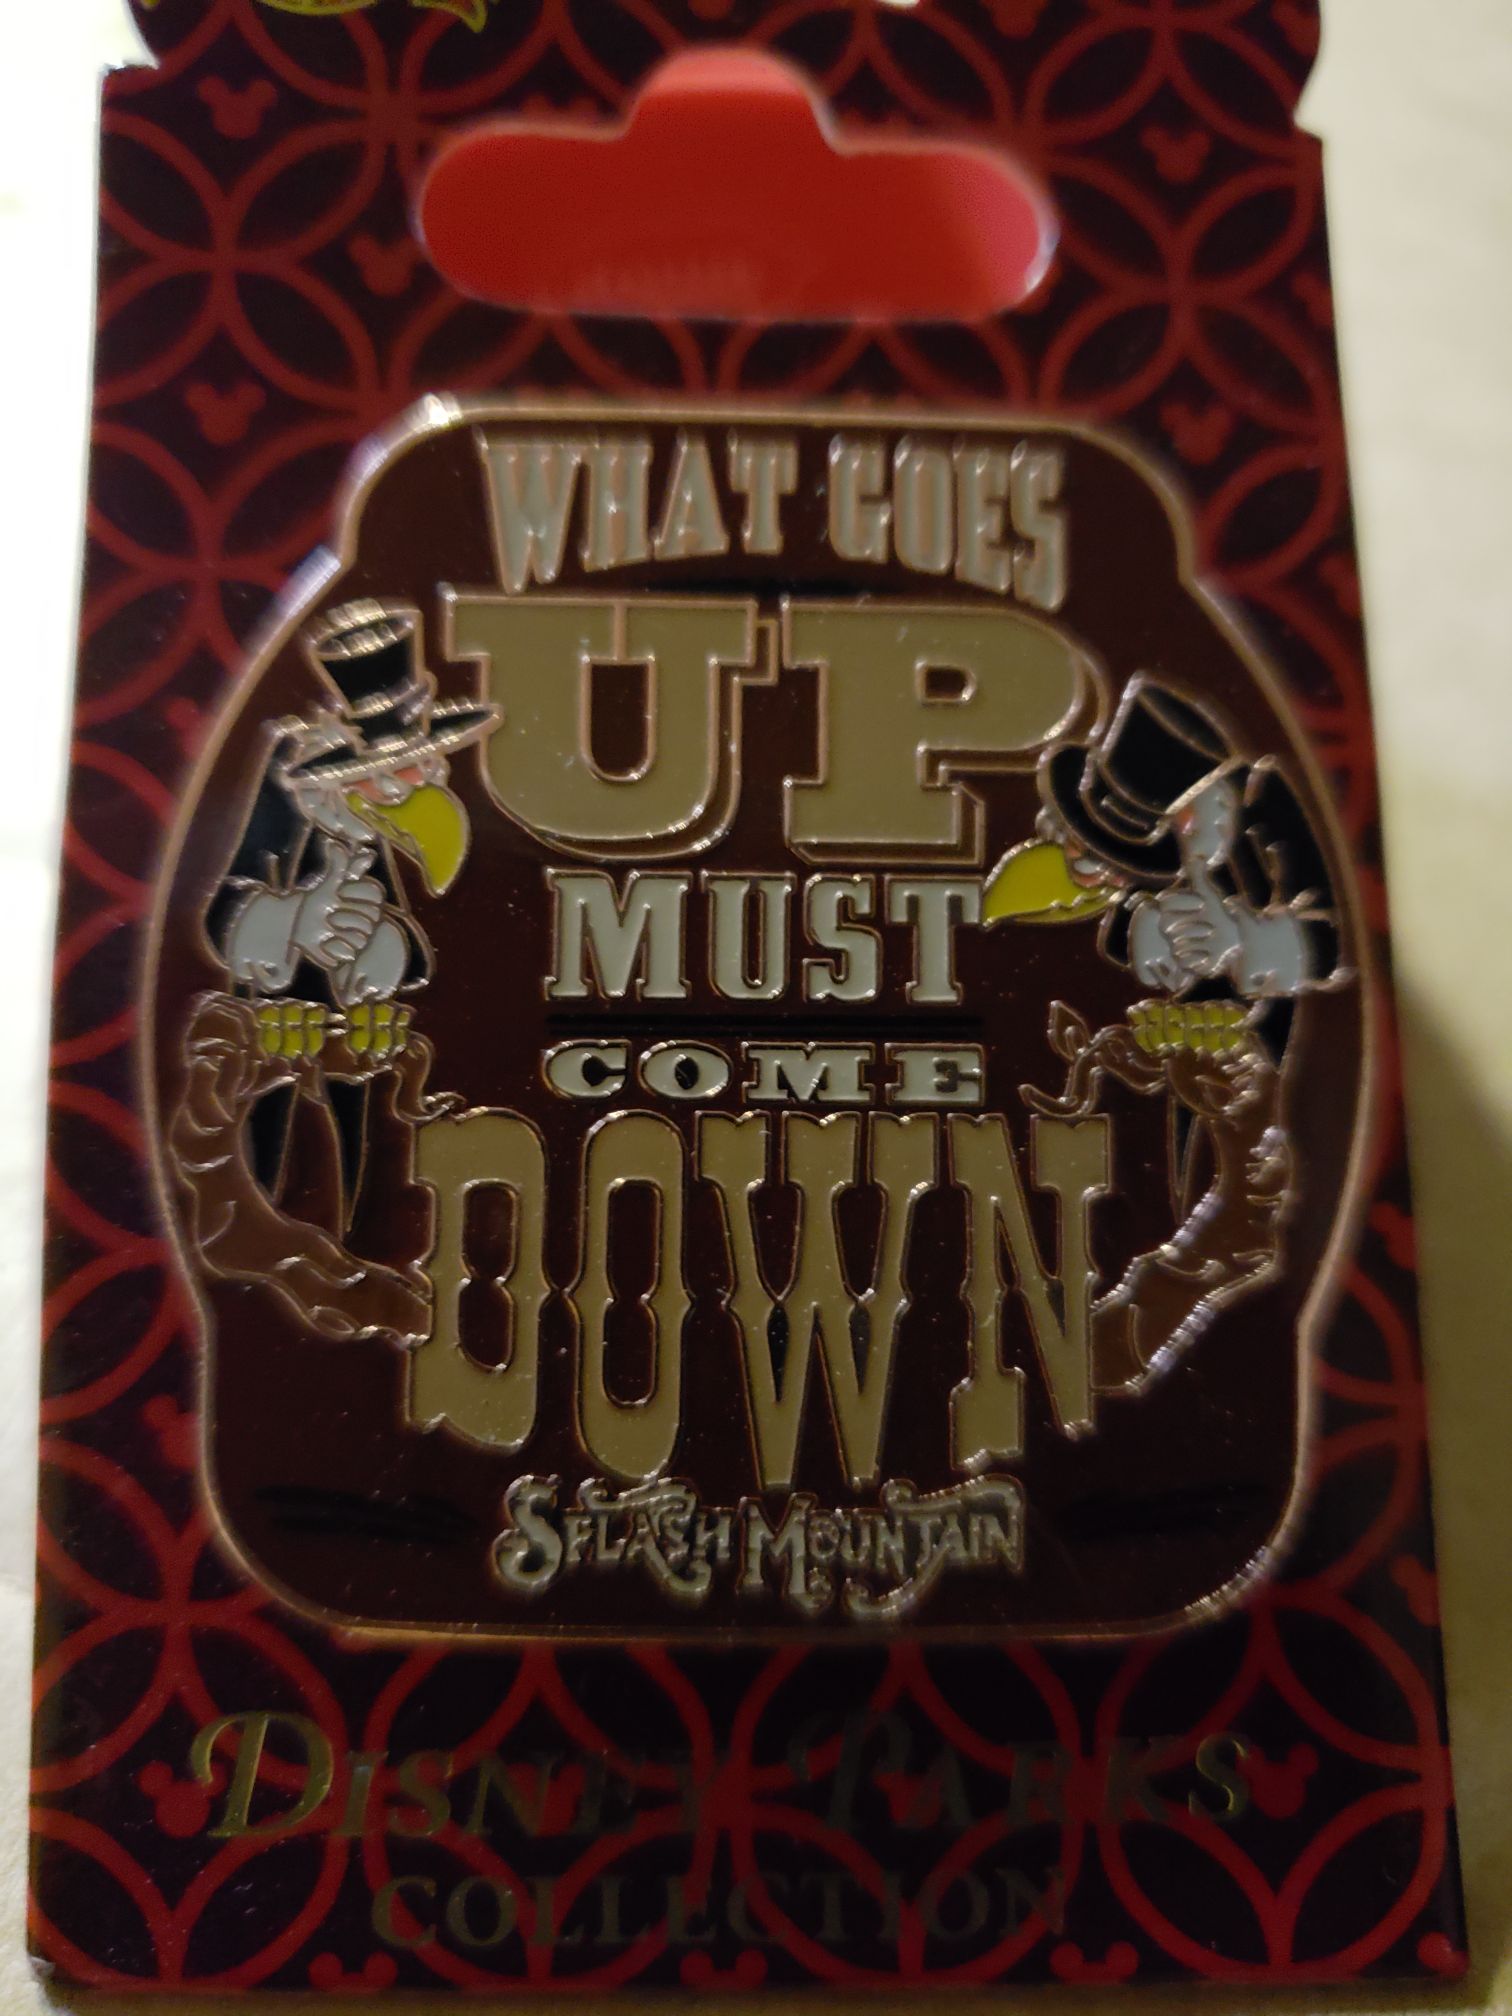 WHAT GOES
UP
MUST
COME
DOWN
SPLASH MOUNTAIN
DISNEY PARKS
COLLECTION